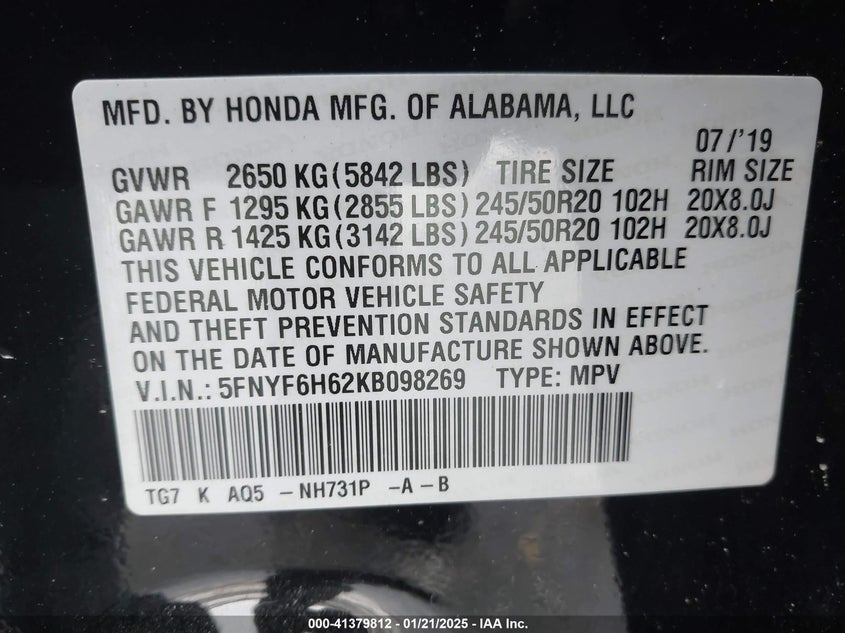 MFD. BY HONDA MFG. OF ALABAMA, LLC
07/'19
GVWR 2650 KG(5842 LBS) TIRE SIZE RIM SIZE
GAWR F 1295 KG(2855 LBS) 245/50R20 102H 20X8.0J
GAWR R 1425 KG(3142 LBS) 245/50R20 102H 20X8.0J
THIS VEHICLE CONFORMS TO ALL APPLICABLE
FEDERAL MOTOR VEHICLE SAFETY
AND THEFT PREVENTION STANDARDS IN EFFECT
ON THE DATE OF MANUFACTURE SHOWN ABOVE.
V.I.N.: 5FNYF6H62KB098269 TYPE: MPV
TG7 K AQ5 -NH731P -A -B
000-41379812 - 01/21/2025 - IAA Inc.